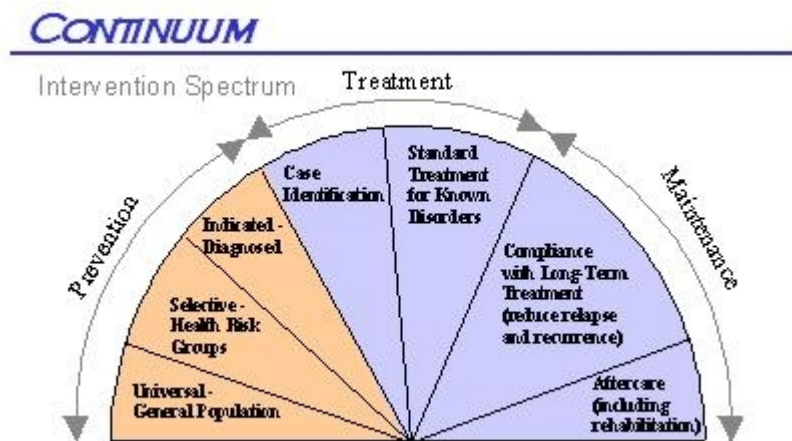 CONTINUUM
Intervention Spectrum
Treatment
Prevention
Maintenance
Universal -
General Population
Selective -
Health Risk
Groups
Indicated -
Diagnosed
Case
Identification
Standard
Treatment
for Known
Disorders
Compliance
with Long-Term
Treatment
(reduce relapse
and recurrence)
Aftercare
(including
rehabilitation)